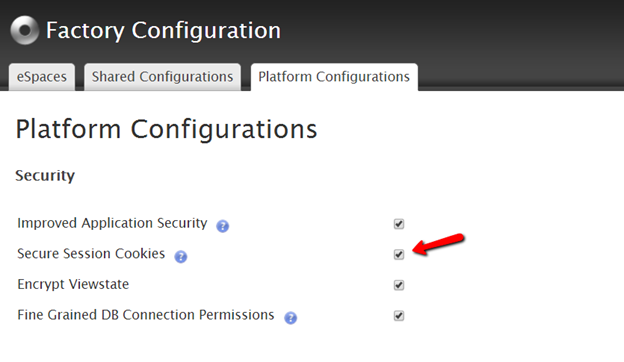 Factory Configuration
eSpaces Shared Configurations Platform Configurations
Platform Configurations
Security
Improved Application Security ?
Secure Session Cookies ?
Encrypt Viewstate
Fine Grained DB Connection Permissions ?